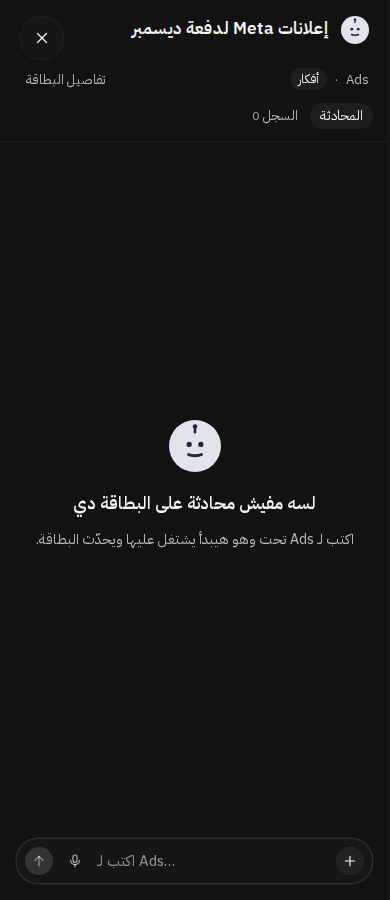 إعلانات Meta لدفعة ديسمبر
Ads · أفكار
تفاصيل البطاقة
المحادثة
السجل 0
لسه مفيش محادثة على البطاقة دي
اكتب لـ Ads تحت وهو هيبدأ يشتغل عليها ويحدّث البطاقة.
اكتب لـ Ads...